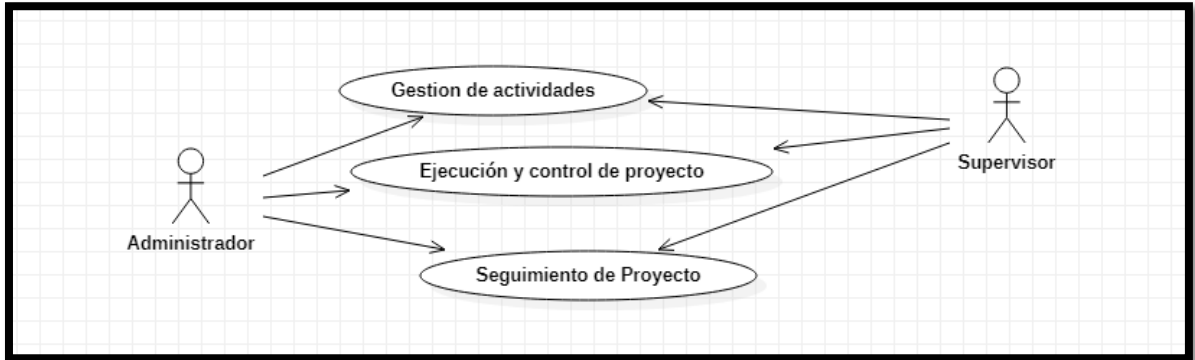 Gestion de actividades
Supervisor
Ejecución y control de proyecto
Administrador
Seguimiento de Proyecto